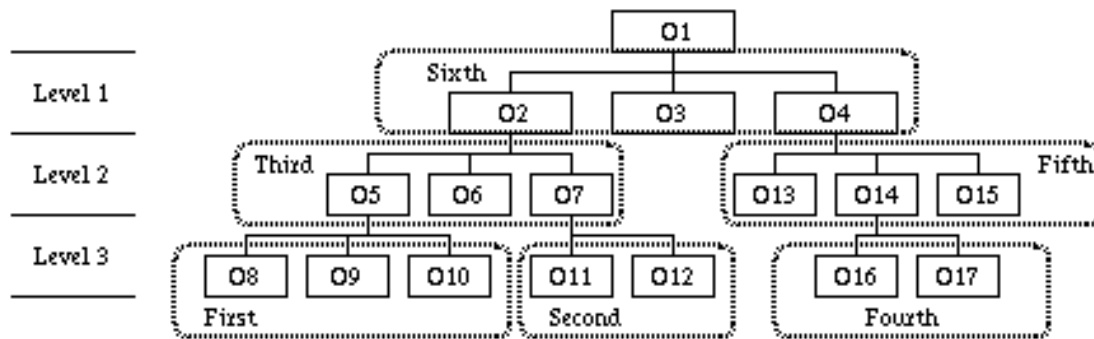 O1
Sixth
Level 1
O2 O3 O4
Third
Fifth
Level 2
O5 O6 O7 O13 O14 O15
Level 3
O8 O9 O10 O11 O12 O16 O17
First Second Fourth